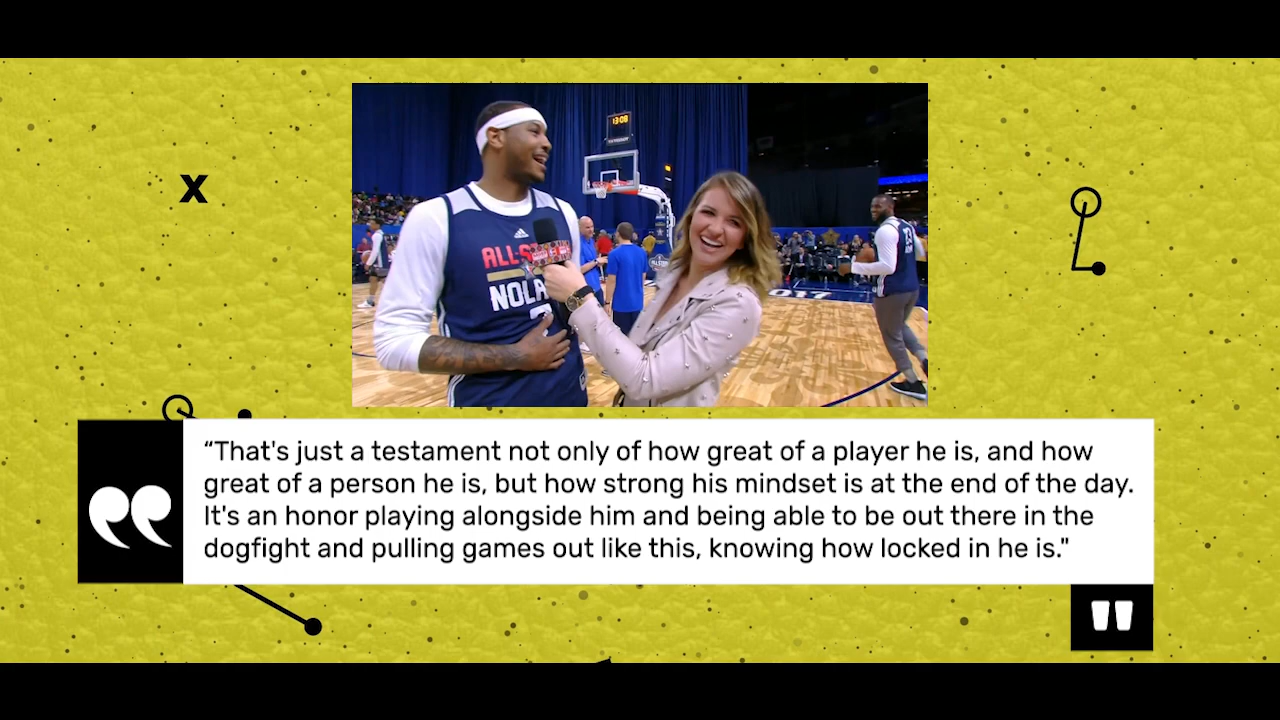 13:08
X
ALL-S
NOLA
2017
“That's just a testament not only of how great of a player he is, and how
great of a person he is, but how strong his mindset is at the end of the day.
It's an honor playing alongside him and being able to be out there in the
dogfight and pulling games out like this, knowing how locked in he is."